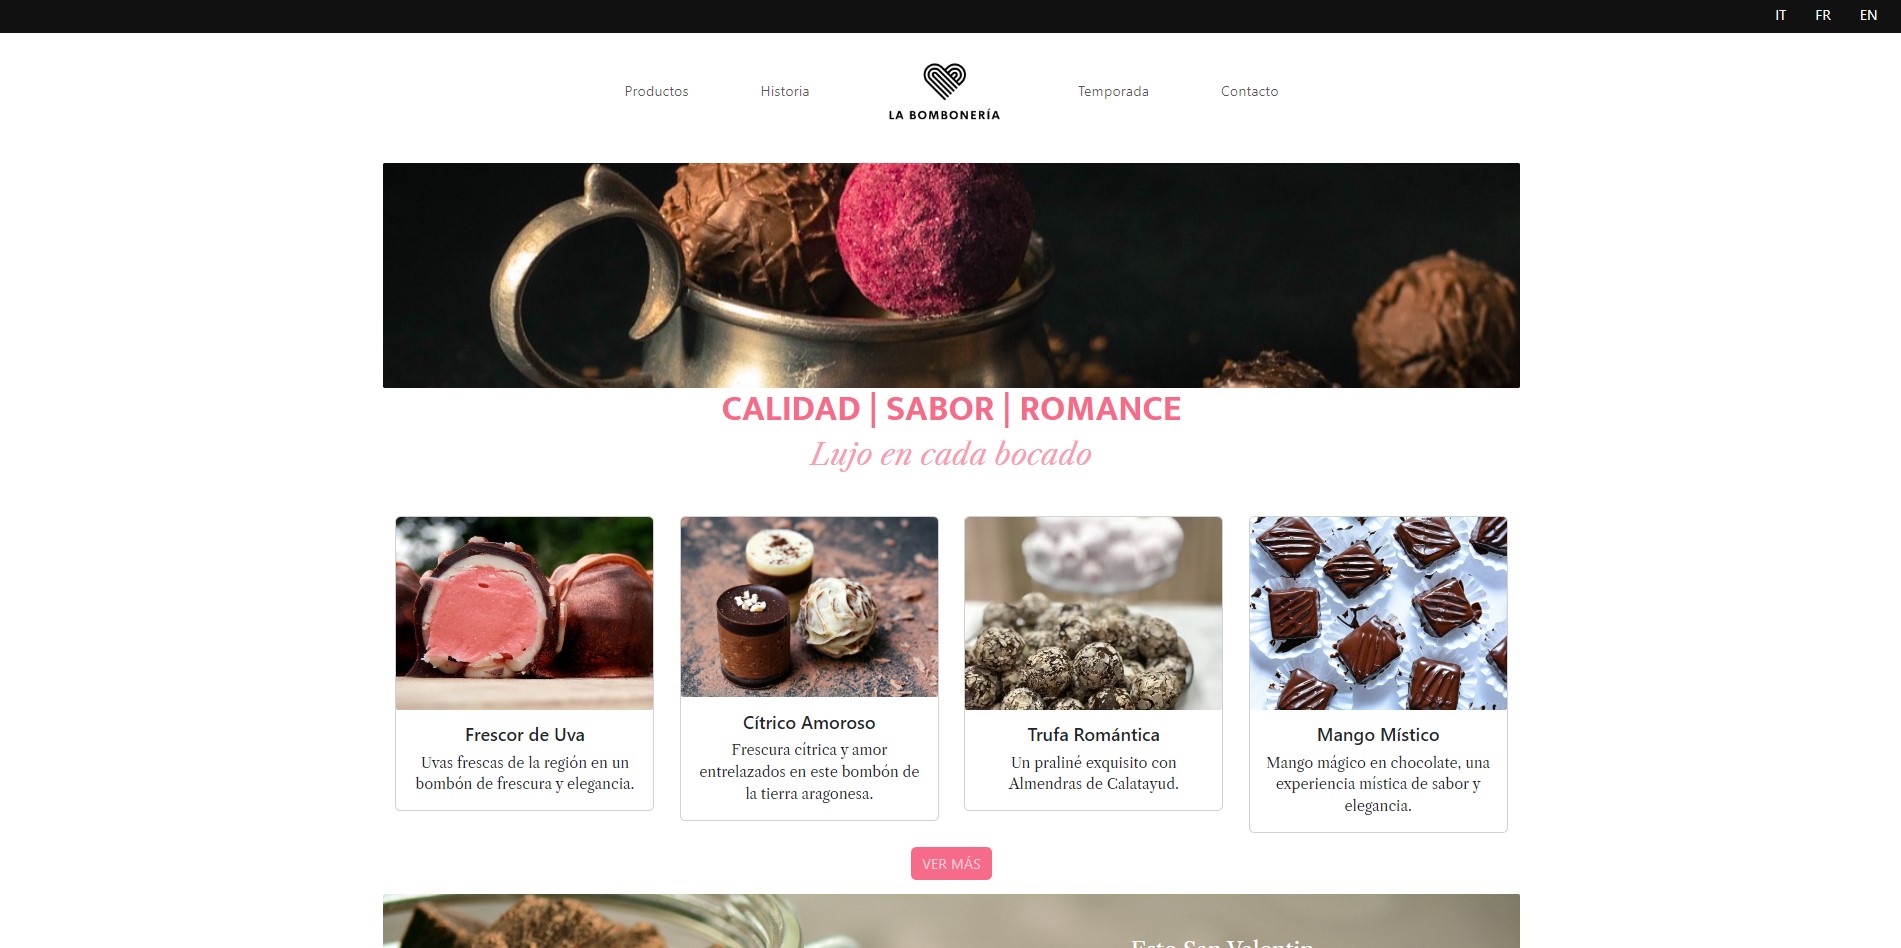 IT FR EN
Productos Historia LA BOMBONERÍA Temporada Contacto
CALIDAD | SABOR | ROMANCE
Lujo en cada bocado
Frescor de Uva
Uvas frescas de la región en un
bombón de frescura y elegancia.
Cítrico Amoroso
Frescura cítrica y amor
entrelazados en este bombón de
la tierra aragonesa.
Trufa Romántica
Un praliné exquisito con
Almendras de Calatayud.
Mango Místico
Mango mágico en chocolate, una
experiencia mística de sabor y
elegancia.
VER MÁS
Este San Valentin